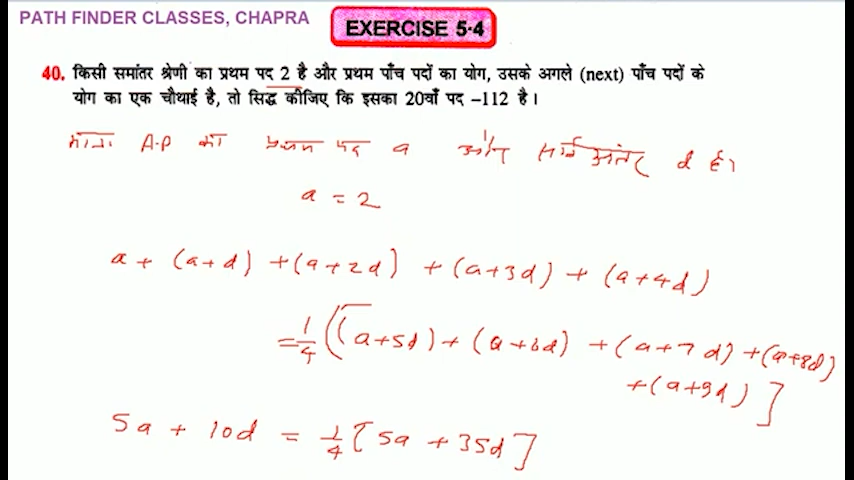 PATH FINDER CLASSES, CHAPRA
EXERCISE 5·4
40. किसी समांतर श्रेणी का प्रथम पद 2 है और प्रथम पाँच पदों का योग, उसके अगले (next) पाँच पदों के
योग का एक चौथाई है, तो सिद्ध कीजिए कि इसका 20वाँ पद –112 है।
माना A.P का प्रथम पद a और सार्व अंतर d है।
a = 2
a + (a+d) + (a+2d) + (a+3d) + (a+4d)
= 1/4 [(a+5d) + (a+6d) + (a+7d) + (a+8d)
+ (a+9d)]
5a + 10d = 1/4 [5a + 35d]